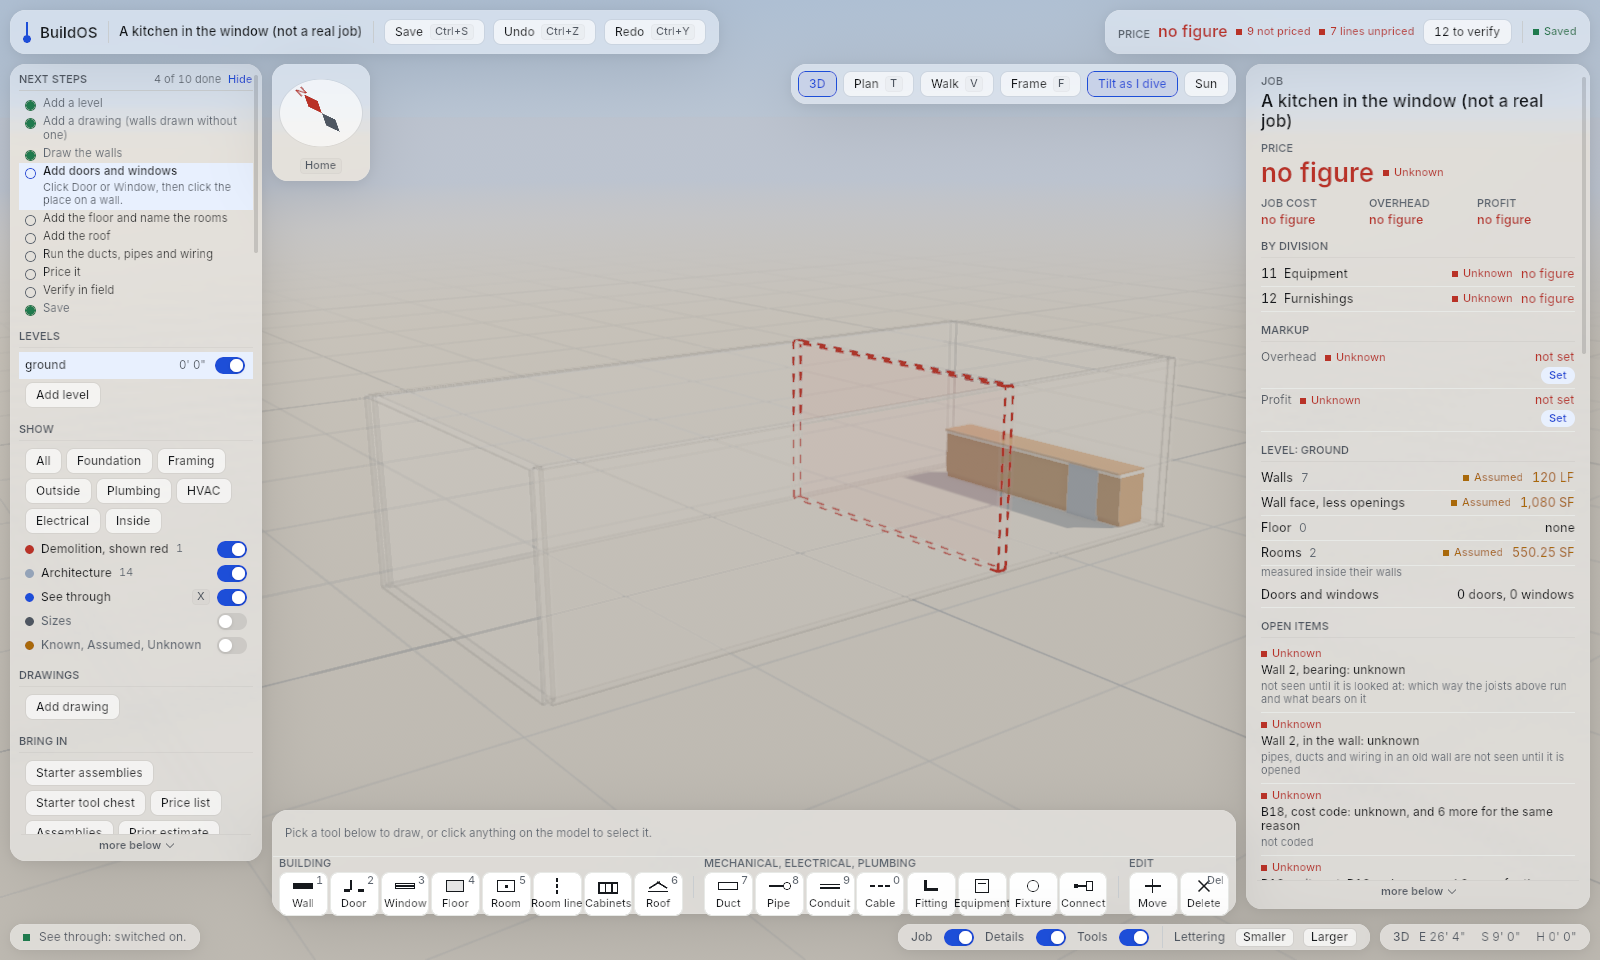 BuildOS
A kitchen in the window (not a real job)
Save Ctrl+S
Undo Ctrl+Z
Redo Ctrl+Y
PRICE no figure 9 not priced 7 lines unpriced 12 to verify Saved
NEXT STEPS 4 of 10 done Hide
Add a level
Add a drawing (walls drawn without
one)
Draw the walls
Add doors and windows
Click Door or Window, then click the
place on a wall.
Add the floor and name the rooms
Add the roof
Run the ducts, pipes and wiring
Price it
Verify in field
Save
LEVELS
ground 0' 0"
Add level
SHOW
All Foundation Framing
Outside Plumbing HVAC
Electrical Inside
Demolition, shown red 1
Architecture 14
See through X
Sizes
Known, Assumed, Unknown
DRAWINGS
Add drawing
BRING IN
Starter assemblies
Starter tool chest Price list
Assemblies Prior estimate
more below
N
Home
3D Plan T Walk V Frame F Tilt as I dive Sun
JOB
A kitchen in the window (not a real
job)
PRICE
no figure Unknown
JOB COST OVERHEAD PROFIT
no figure no figure no figure
BY DIVISION
11 Equipment Unknown no figure
12 Furnishings Unknown no figure
MARKUP
Overhead Unknown not set
Set
Profit Unknown not set
Set
LEVEL: GROUND
Walls 7 Assumed 120 LF
Wall face, less openings Assumed 1,080 SF
Floor 0 none
Rooms 2 Assumed 550.25 SF
measured inside their walls
Doors and windows 0 doors, 0 windows
OPEN ITEMS
Unknown
Wall 2, bearing: unknown
not seen until it is looked at: which way the joists above run
and what bears on it
Unknown
Wall 2, in the wall: unknown
pipes, ducts and wiring in an old wall are not seen until it is
opened
Unknown
B18, cost code: unknown, and 6 more for the same
reason
not coded
Unknown
more below
Pick a tool below to draw, or click anything on the model to select it.
BUILDING MECHANICAL, ELECTRICAL, PLUMBING EDIT
1 2 3 4 5 6 7 8 9 0 Del
Wall Door Window Floor Room Room line Cabinets Roof Duct Pipe Conduit Cable Fitting Equipment Fixture Connect Move Delete
See through: switched on.
Job Details Tools Lettering Smaller Larger
3D E 26' 4" S 9' 0" H 0' 0"